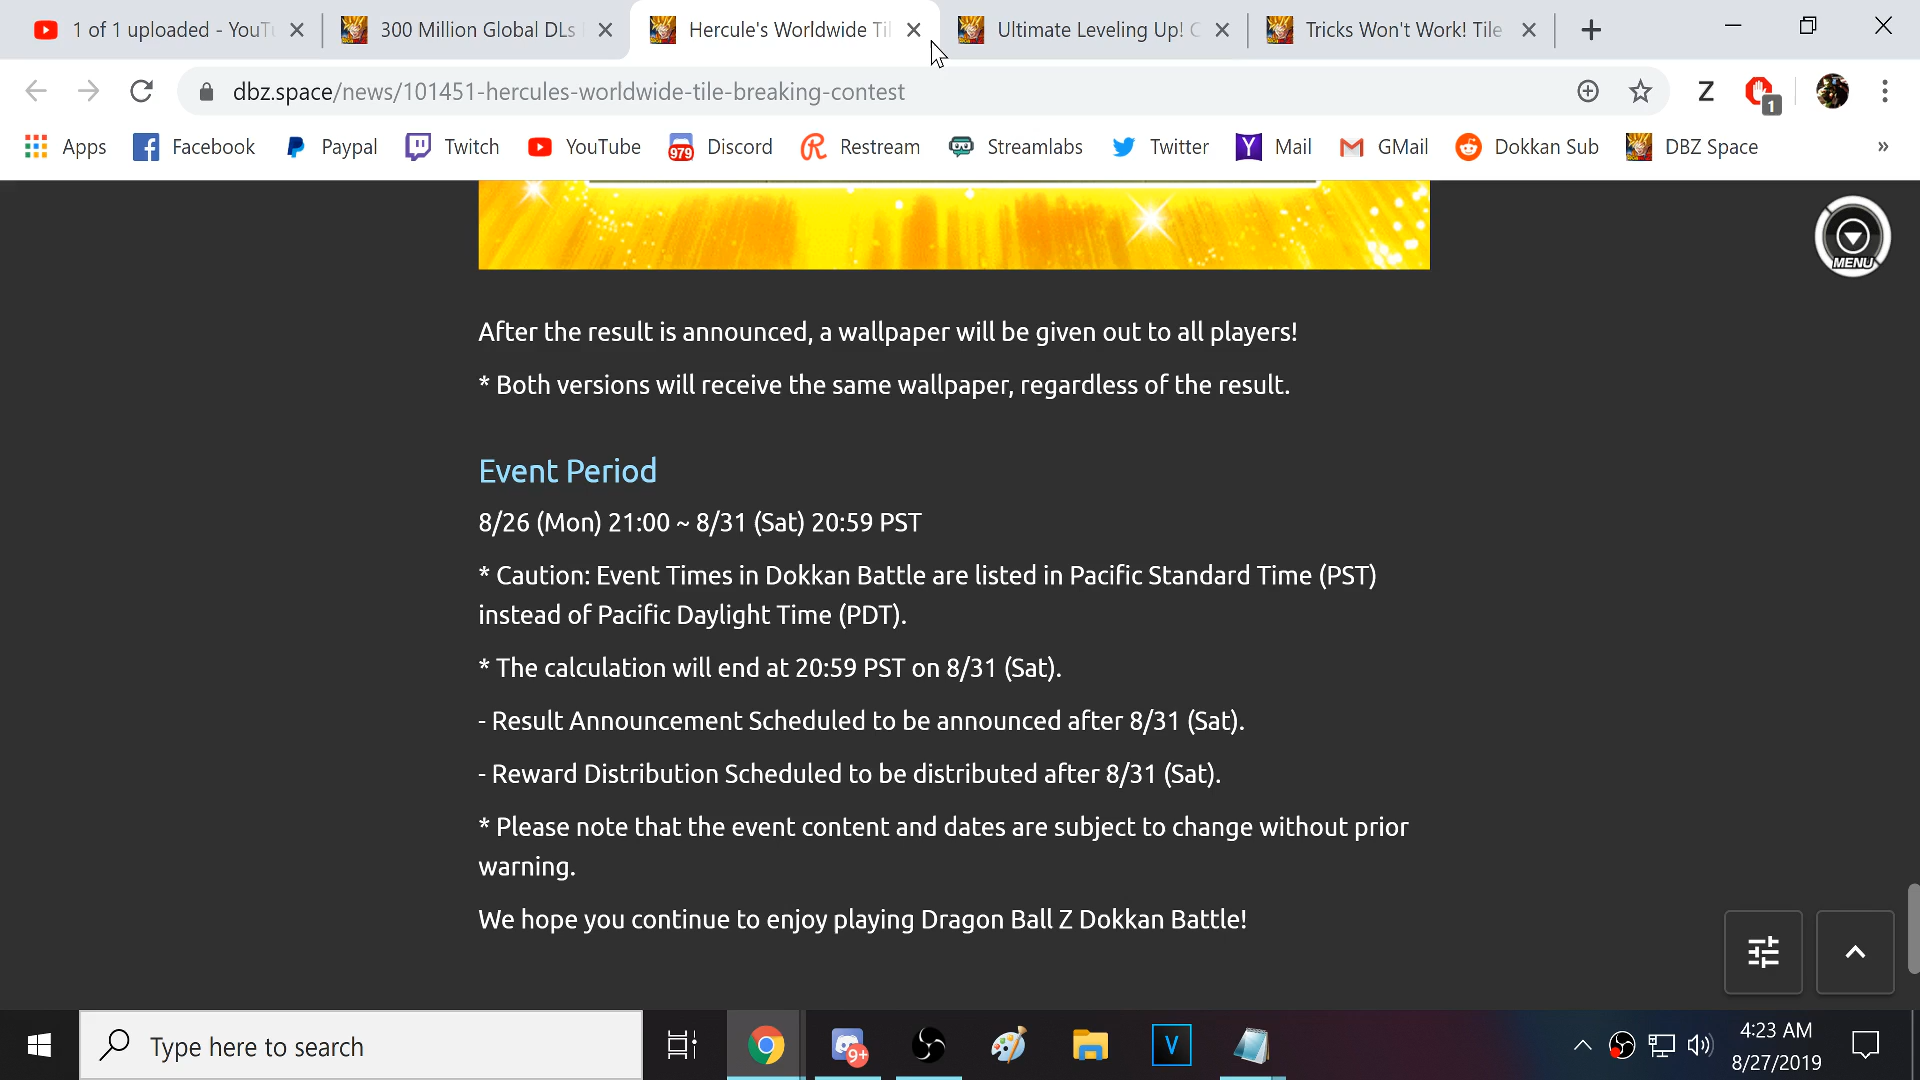 1 of 1 uploaded - YouTu
300 Million Global DLs
Hercule's Worldwide Til
Ultimate Leveling Up! C
Tricks Won't Work! Tile
dbz.space/news/101451-hercules-worldwide-tile-breaking-contest
Z
1
Apps
Facebook
Paypal
Twitch
YouTube
979
Discord
Restream
Streamlabs
Twitter
Mail
GMail
Dokkan Sub
DBZ Space
»
MENU
After the result is announced, a wallpaper will be given out to all players!
* Both versions will receive the same wallpaper, regardless of the result.
Event Period
8/26 (Mon) 21:00 ~ 8/31 (Sat) 20:59 PST
* Caution: Event Times in Dokkan Battle are listed in Pacific Standard Time (PST)
instead of Pacific Daylight Time (PDT).
* The calculation will end at 20:59 PST on 8/31 (Sat).
- Result Announcement Scheduled to be announced after 8/31 (Sat).
- Reward Distribution Scheduled to be distributed after 8/31 (Sat).
* Please note that the event content and dates are subject to change without prior
warning.
We hope you continue to enjoy playing Dragon Ball Z Dokkan Battle!
Type here to search
9+
V
4:23 AM
8/27/2019